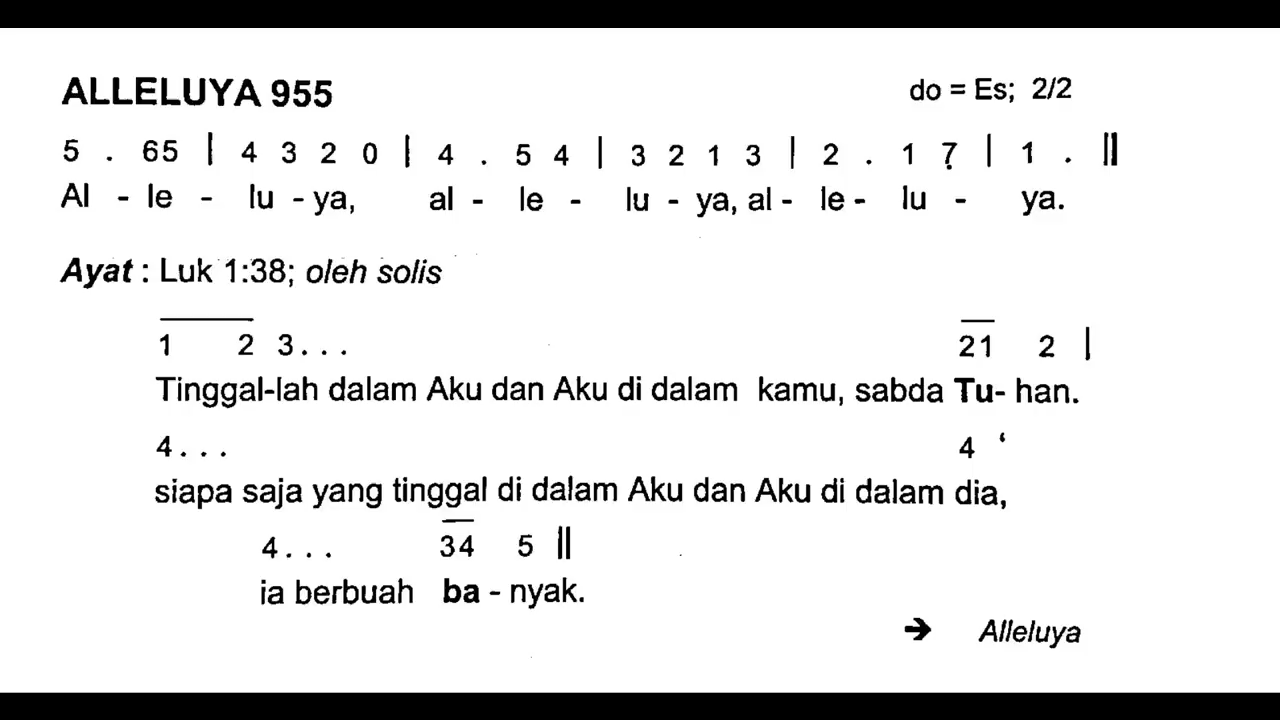 ALLELUYA 955 do = Es; 2/2
5 . 65 | 4 3 2 0 | 4 . 5 4 | 3 2 1 3 | 2 . 1 7̣ | 1 . ||
Al - le - lu - ya, al - le - lu - ya, al - le - lu - ya.
Ayat : Luk 1:38; oleh solis
1 2 3 . . . 21 2 |
Tinggal-lah dalam Aku dan Aku di dalam kamu, sabda Tu- han.
4 . . . 4 ‘
siapa saja yang tinggal di dalam Aku dan Aku di dalam dia,
4 . . . 34 5 ||
ia berbuah ba - nyak.
➔ Alleluya